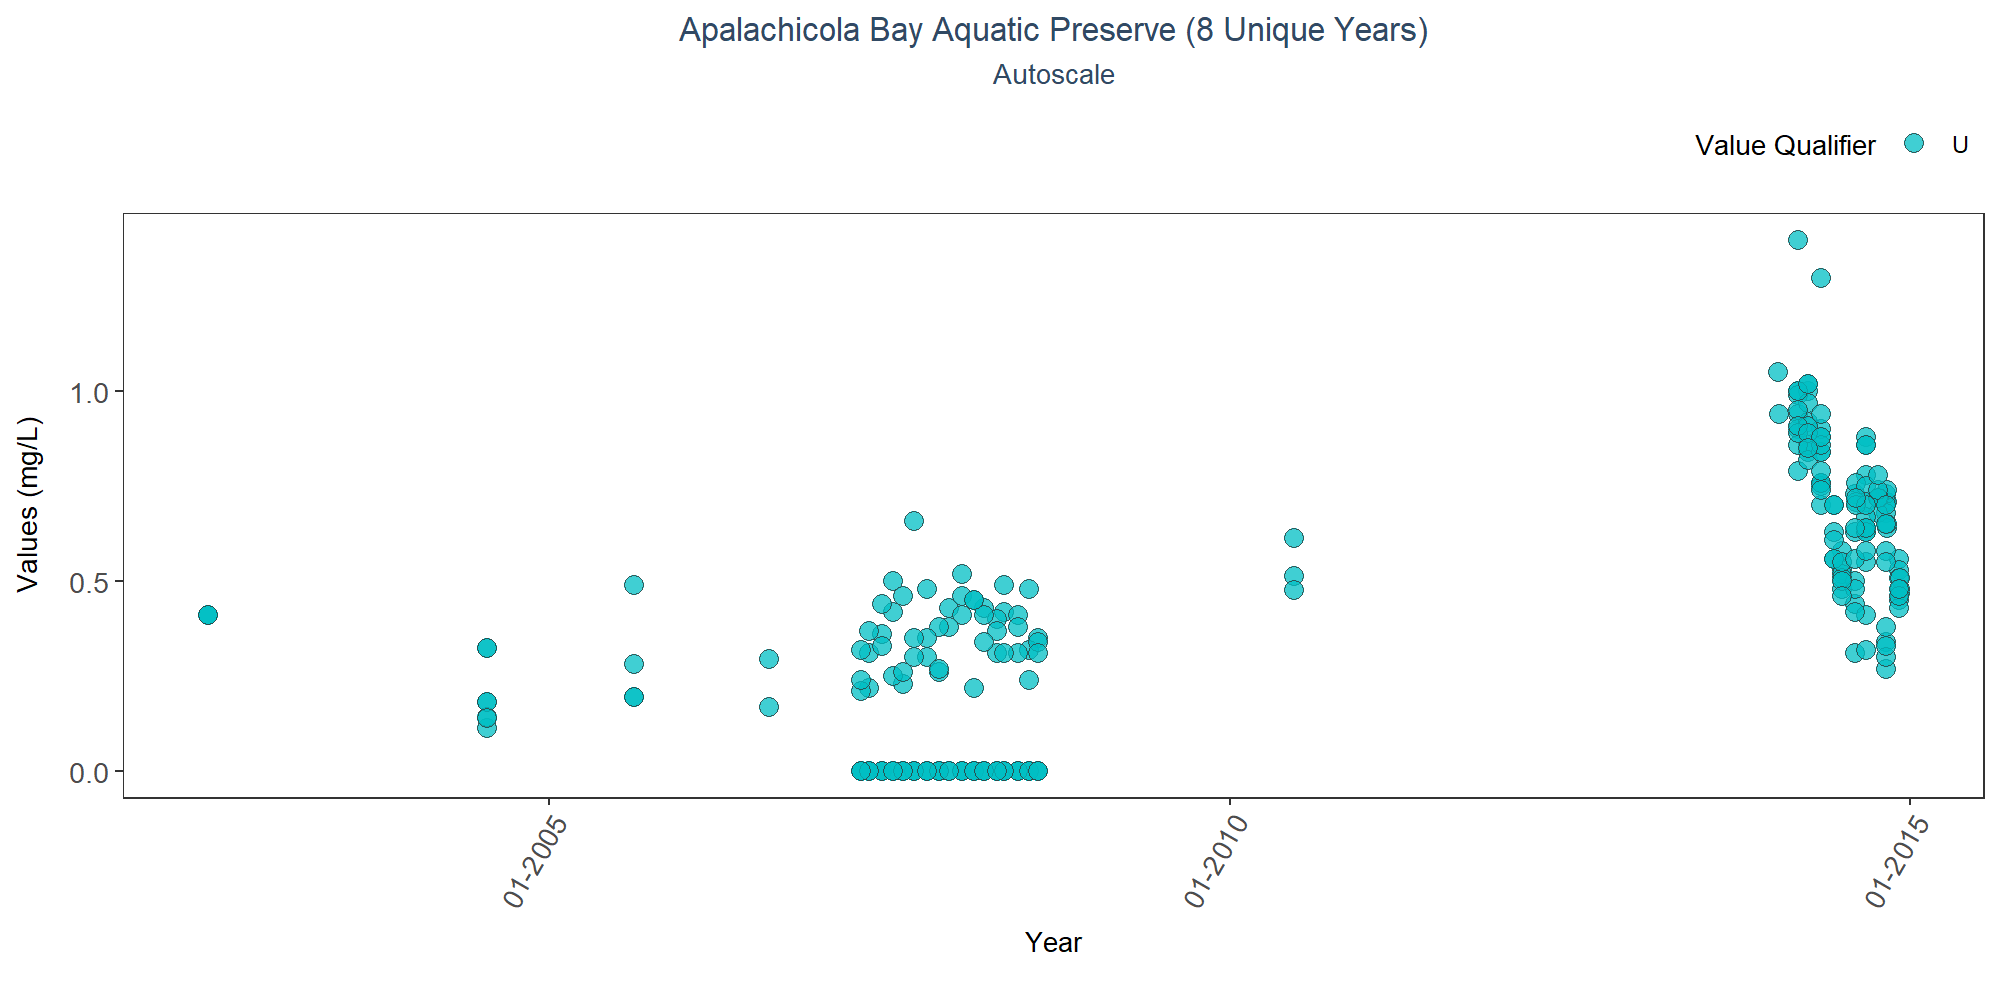 Apalachicola Bay Aquatic Preserve (8 Unique Years)
Autoscale
Value Qualifier U
Values (mg/L)
1.0
0.5
0.0
01-2005
01-2010
01-2015
Year